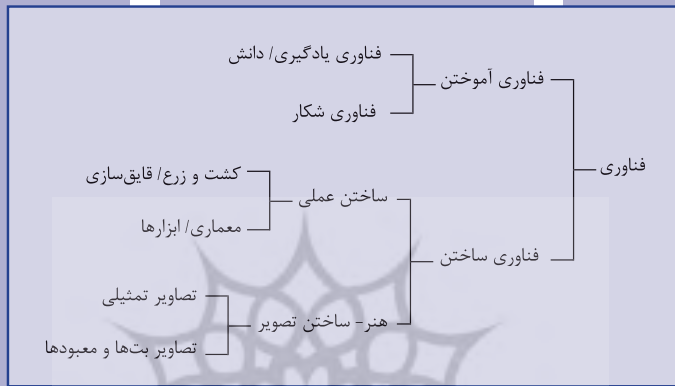 فناوری یادگیری/ دانش
فناوری آموختن
فناوری شکار
فناوری
کشت و زرع/ قایق‌سازی
ساختن عملی
معماری/ ابزارها
فناوری ساختن
تصاویر تمثیلی
هنر- ساختن تصویر
تصاویر بت‌ها و معبودها